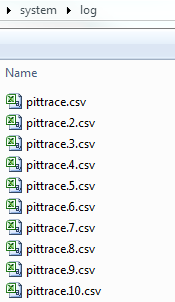 system log
Name
pittrace.csv
pittrace.2.csv
pittrace.3.csv
pittrace.4.csv
pittrace.5.csv
pittrace.6.csv
pittrace.7.csv
pittrace.8.csv
pittrace.9.csv
pittrace.10.csv